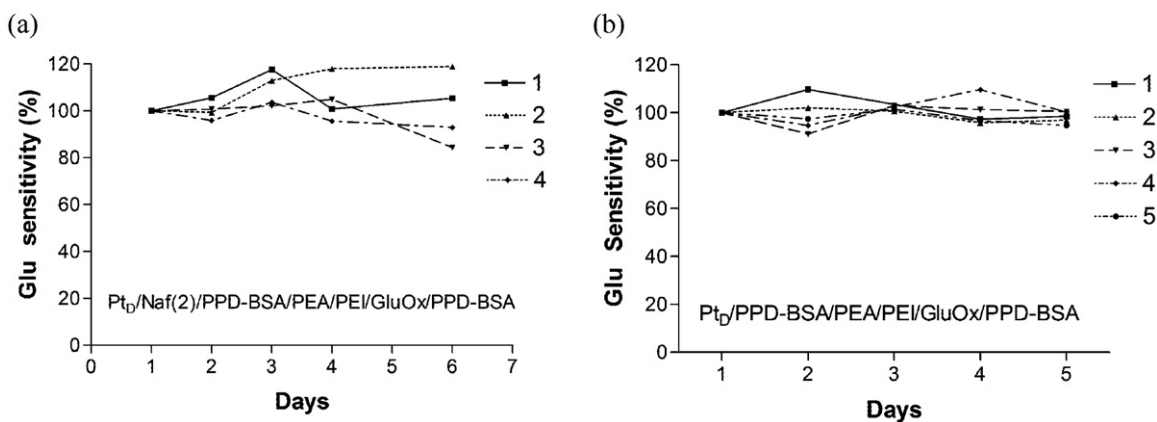 (a)
Glu sensitivity (%)
120
100
80
60
40
20
0
0 1 2 3 4 5 6 7
Days
1
2
3
4
PtD/Naf(2)/PPD-BSA/PEA/PEI/GluOx/PPD-BSA
(b)
Glu Sensitivity (%)
120
100
80
60
40
20
0
1 2 3 4 5
Days
1
2
3
4
5
PtD/PPD-BSA/PEA/PEI/GluOx/PPD-BSA